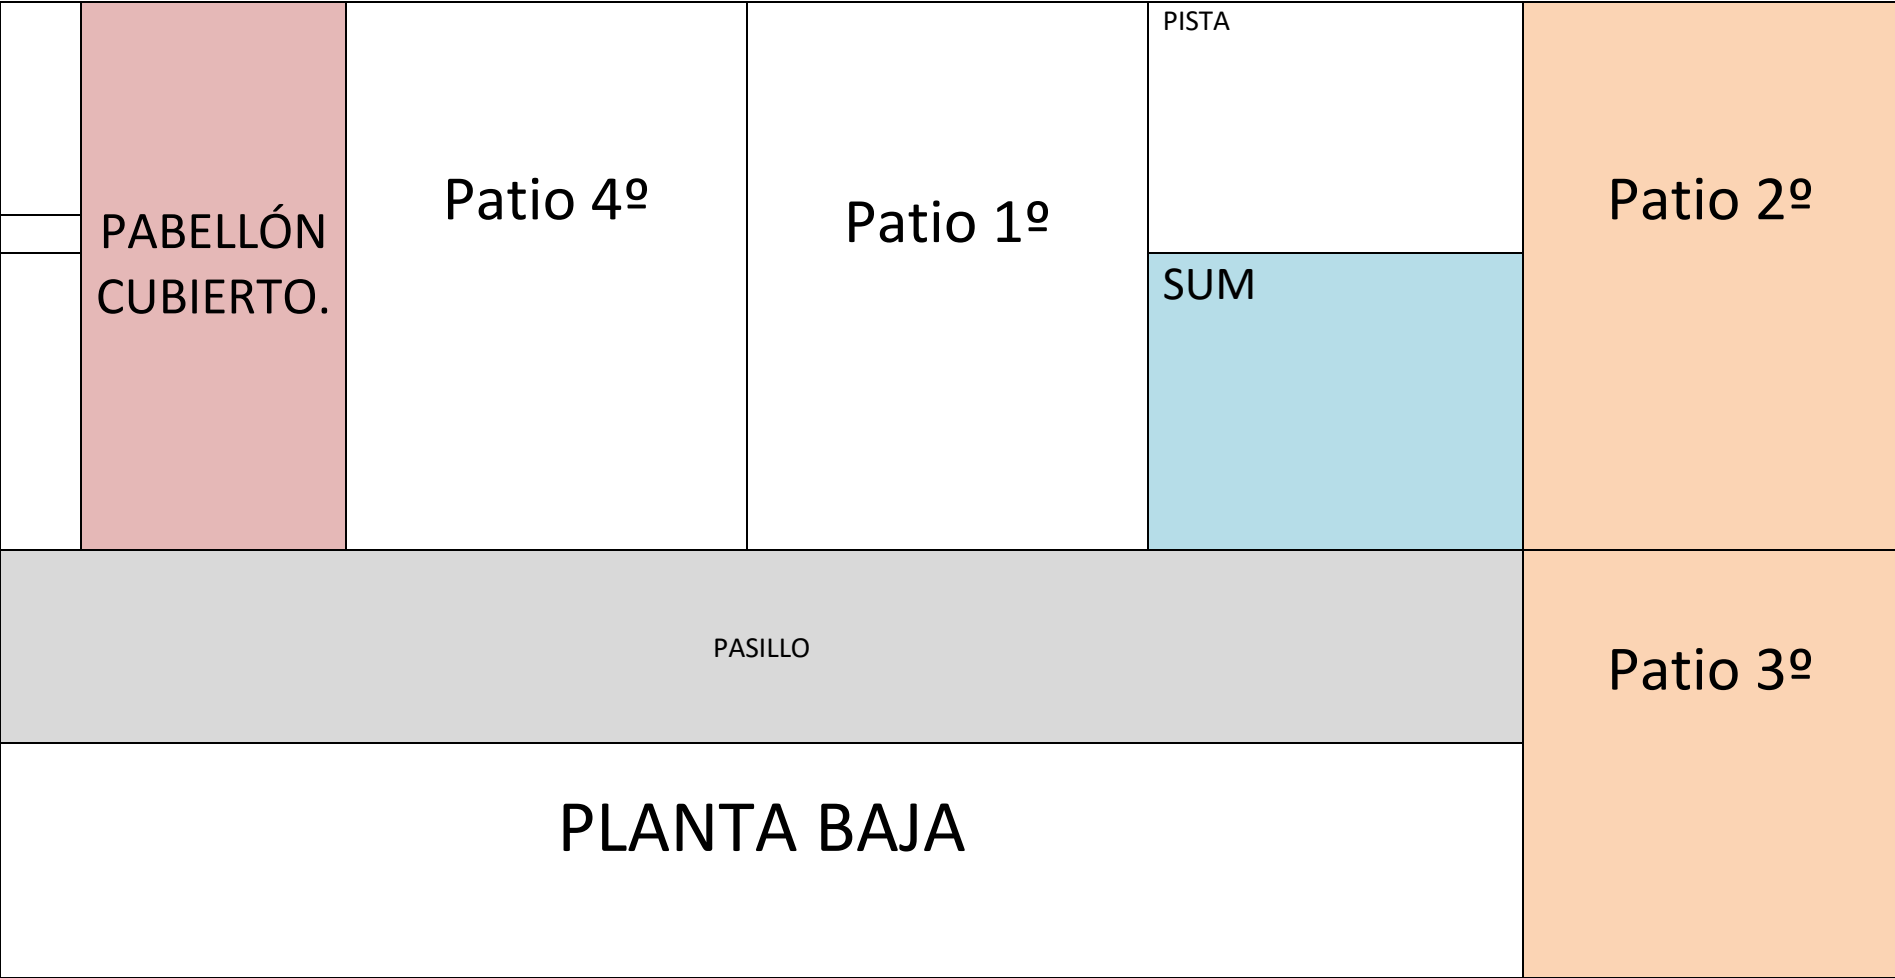 PISTA
PABELLÓN
CUBIERTO.
Patio 4º
Patio 1º
Patio 2º
SUM
PASILLO
Patio 3º
PLANTA BAJA